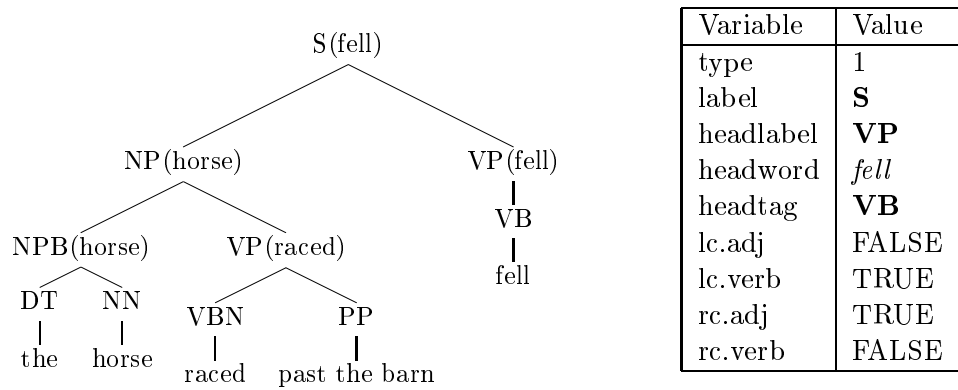 S(fell)
NP(horse) VP(fell)
NPB(horse) VP(raced) VB
DT NN VBN PP fell
the horse raced past the barn
Variable Value
type 1
label S
headlabel VP
headword fell
headtag VB
lc.adj FALSE
lc.verb TRUE
rc.adj TRUE
rc.verb FALSE